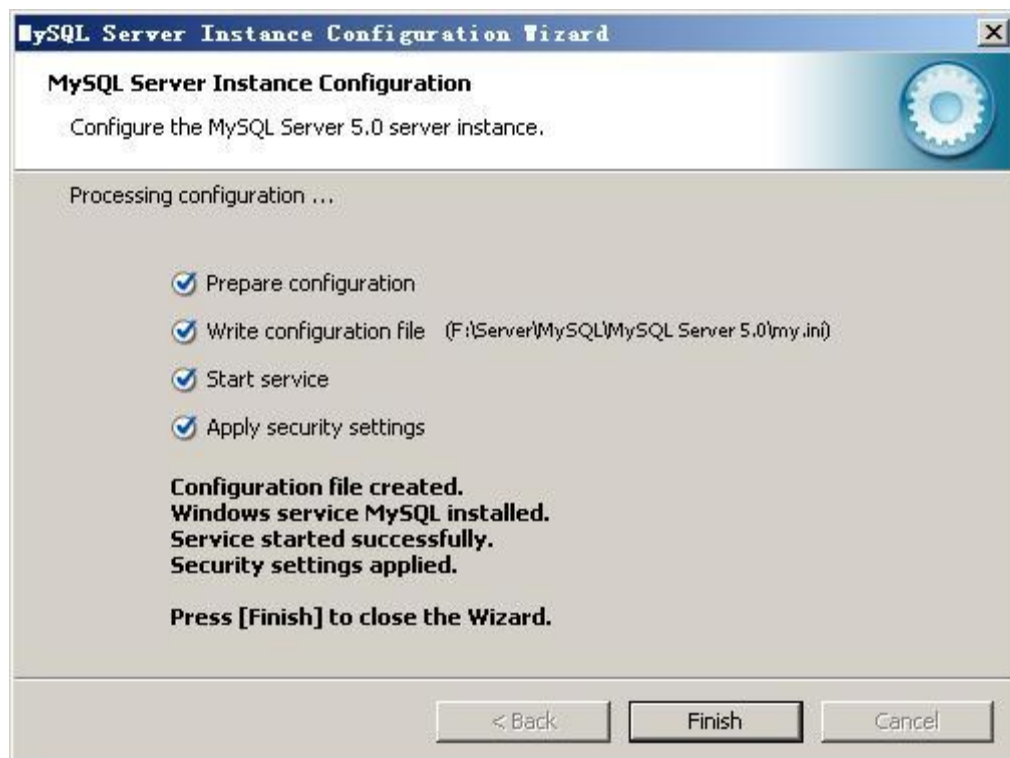 MySQL Server Instance Configuration Wizard
MySQL Server Instance Configuration
Configure the MySQL Server 5.0 server instance.
Processing configuration ...
Prepare configuration
Write configuration file (F:\Server\MySQL\MySQL Server 5.0\my.ini)
Start service
Apply security settings
Configuration file created.
Windows service MySQL installed.
Service started successfully.
Security settings applied.
Press [Finish] to close the Wizard.
< Back Finish Cancel